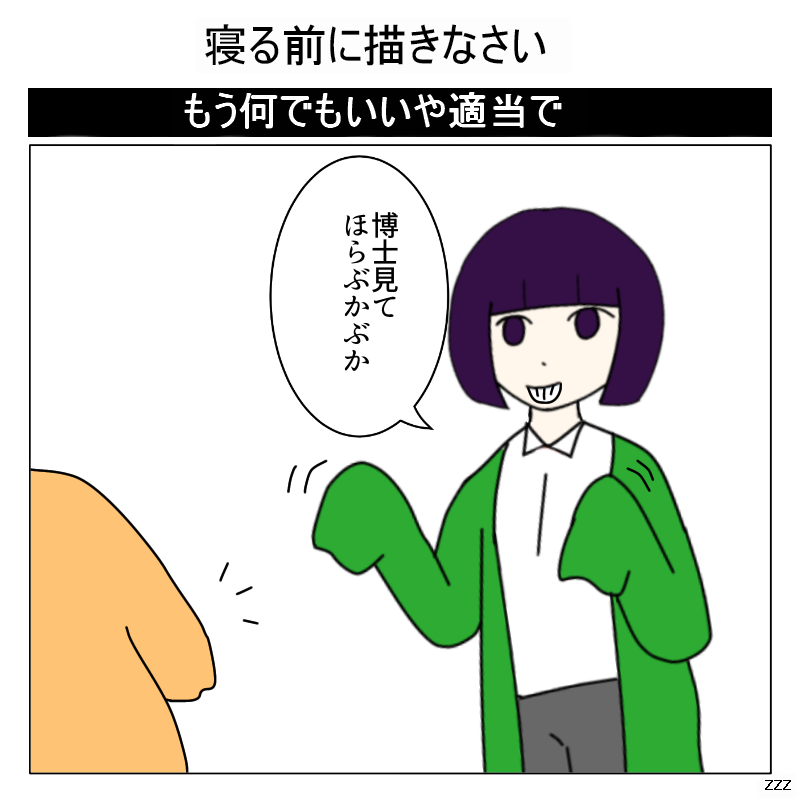 寝る前に描きなさい
もう何でもいいや適当で
博士見て
ほらぶかぶか
zzz